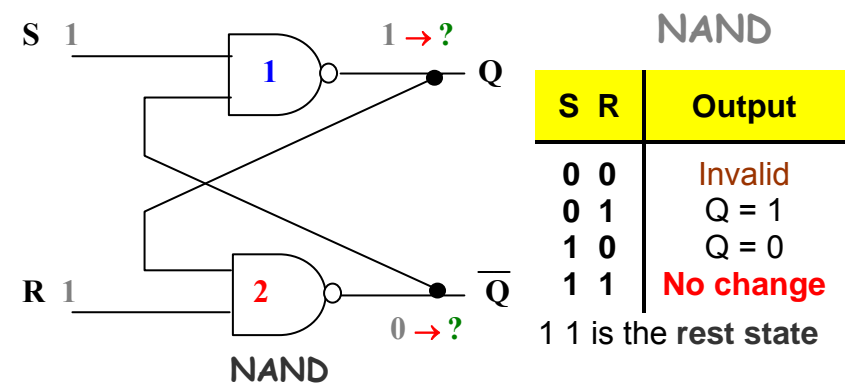 S 1
1 → ?
1
Q
R 1
2
Q̅
0 → ?
NAND
NAND
S R Output
0 0 Invalid
0 1 Q = 1
1 0 Q = 0
1 1 No change
1 1 is the rest state